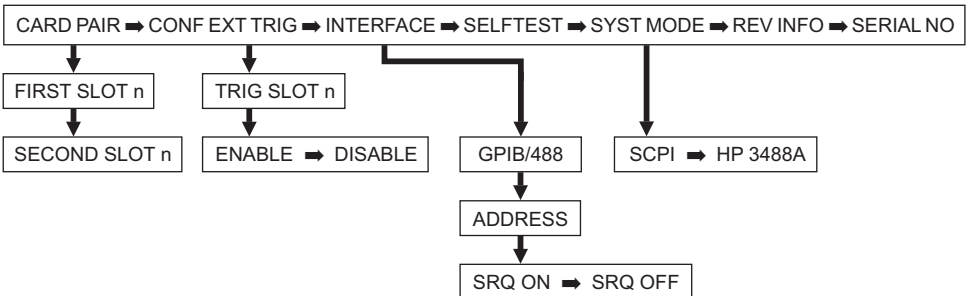 CARD PAIR ➡ CONF EXT TRIG ➡ INTERFACE ➡ SELFTEST ➡ SYST MODE ➡ REV INFO ➡ SERIAL NO
FIRST SLOT n
TRIG SLOT n
SECOND SLOT n
ENABLE ➡ DISABLE
GPIB/488
SCPI ➡ HP 3488A
ADDRESS
SRQ ON ➡ SRQ OFF